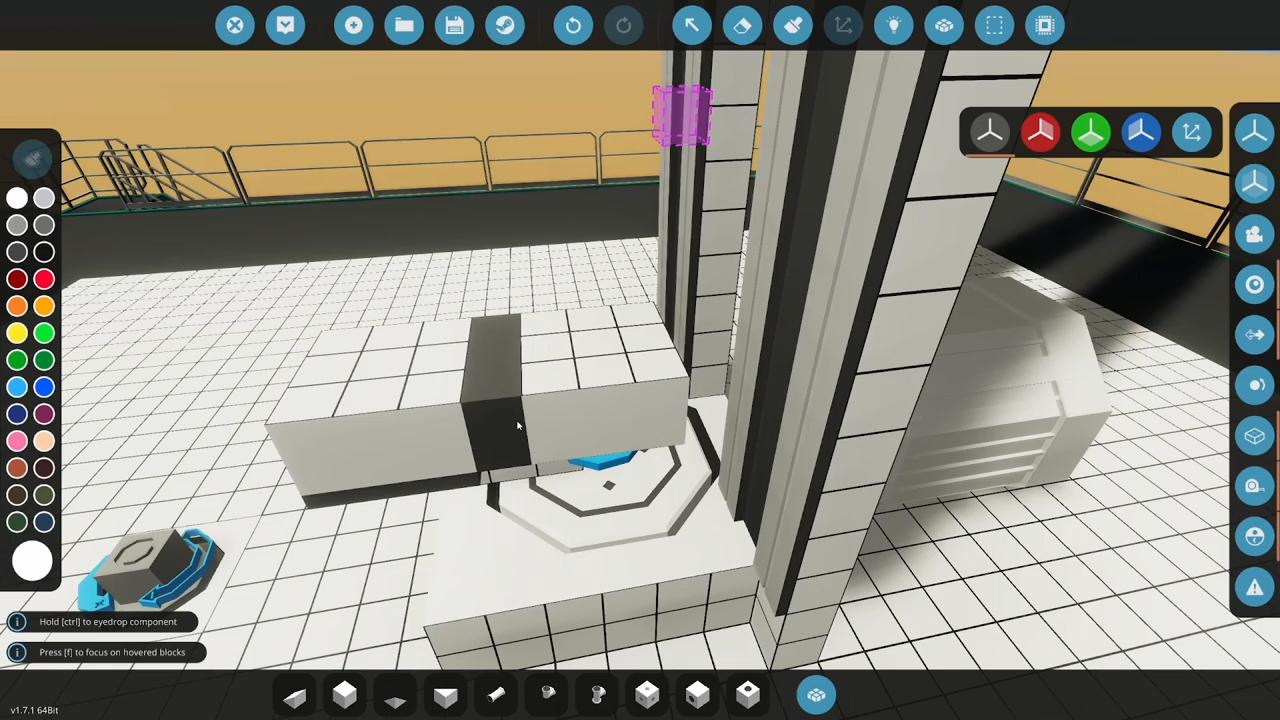 Hold [ctrl] to eyedrop component
Press [f] to focus on hovered blocks
v1.7.1 64Bit